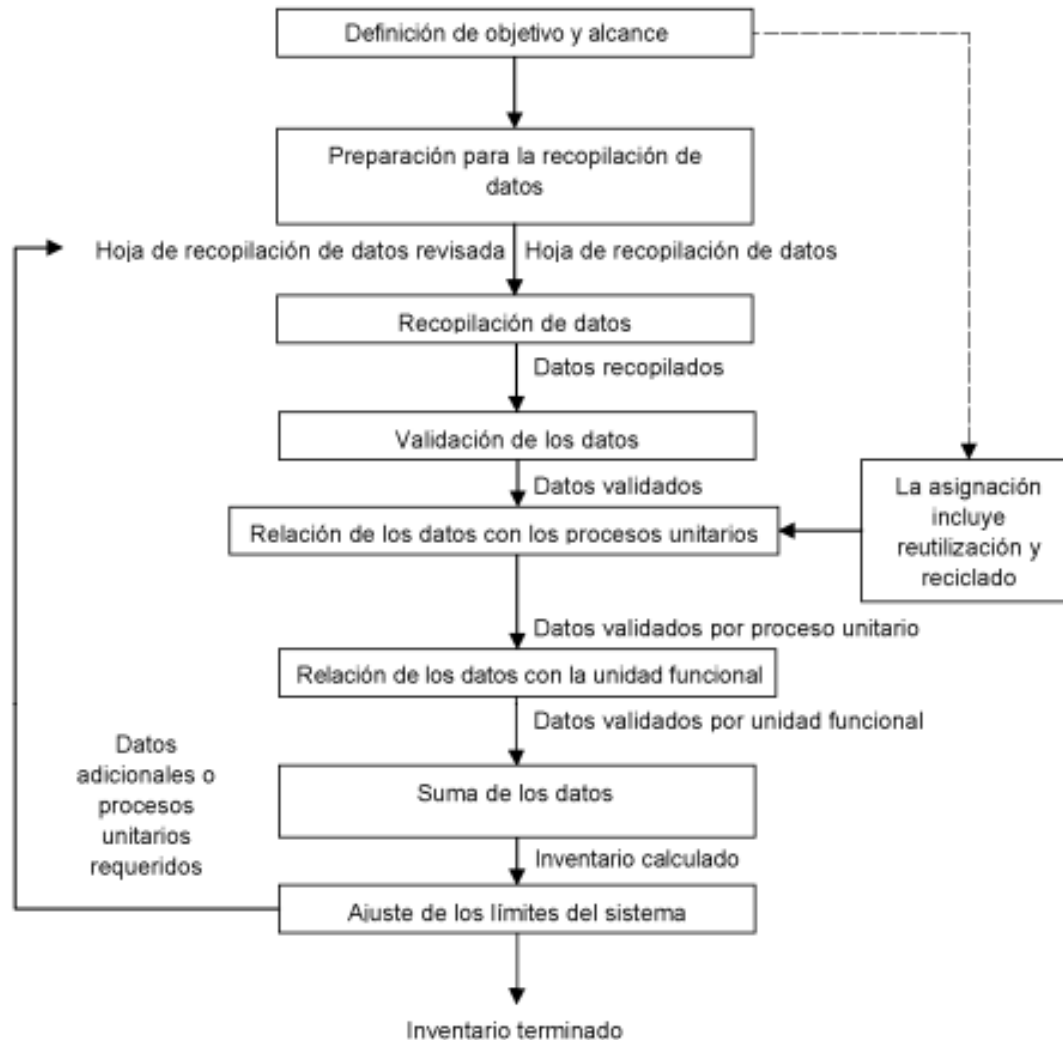 Definición de objetivo y alcance
Preparación para la recopilación de
datos
Hoja de recopilación de datos revisada
Hoja de recopilación de datos
Recopilación de datos
Datos recopilados
Validación de los datos
Datos validados
Relación de los datos con los procesos unitarios
La asignación
incluye
reutilización y
reciclado
Datos validados por proceso unitario
Relación de los datos con la unidad funcional
Datos validados por unidad funcional
Datos
adicionales o
procesos
unitarios
requeridos
Suma de los datos
Inventario calculado
Ajuste de los límites del sistema
Inventario terminado